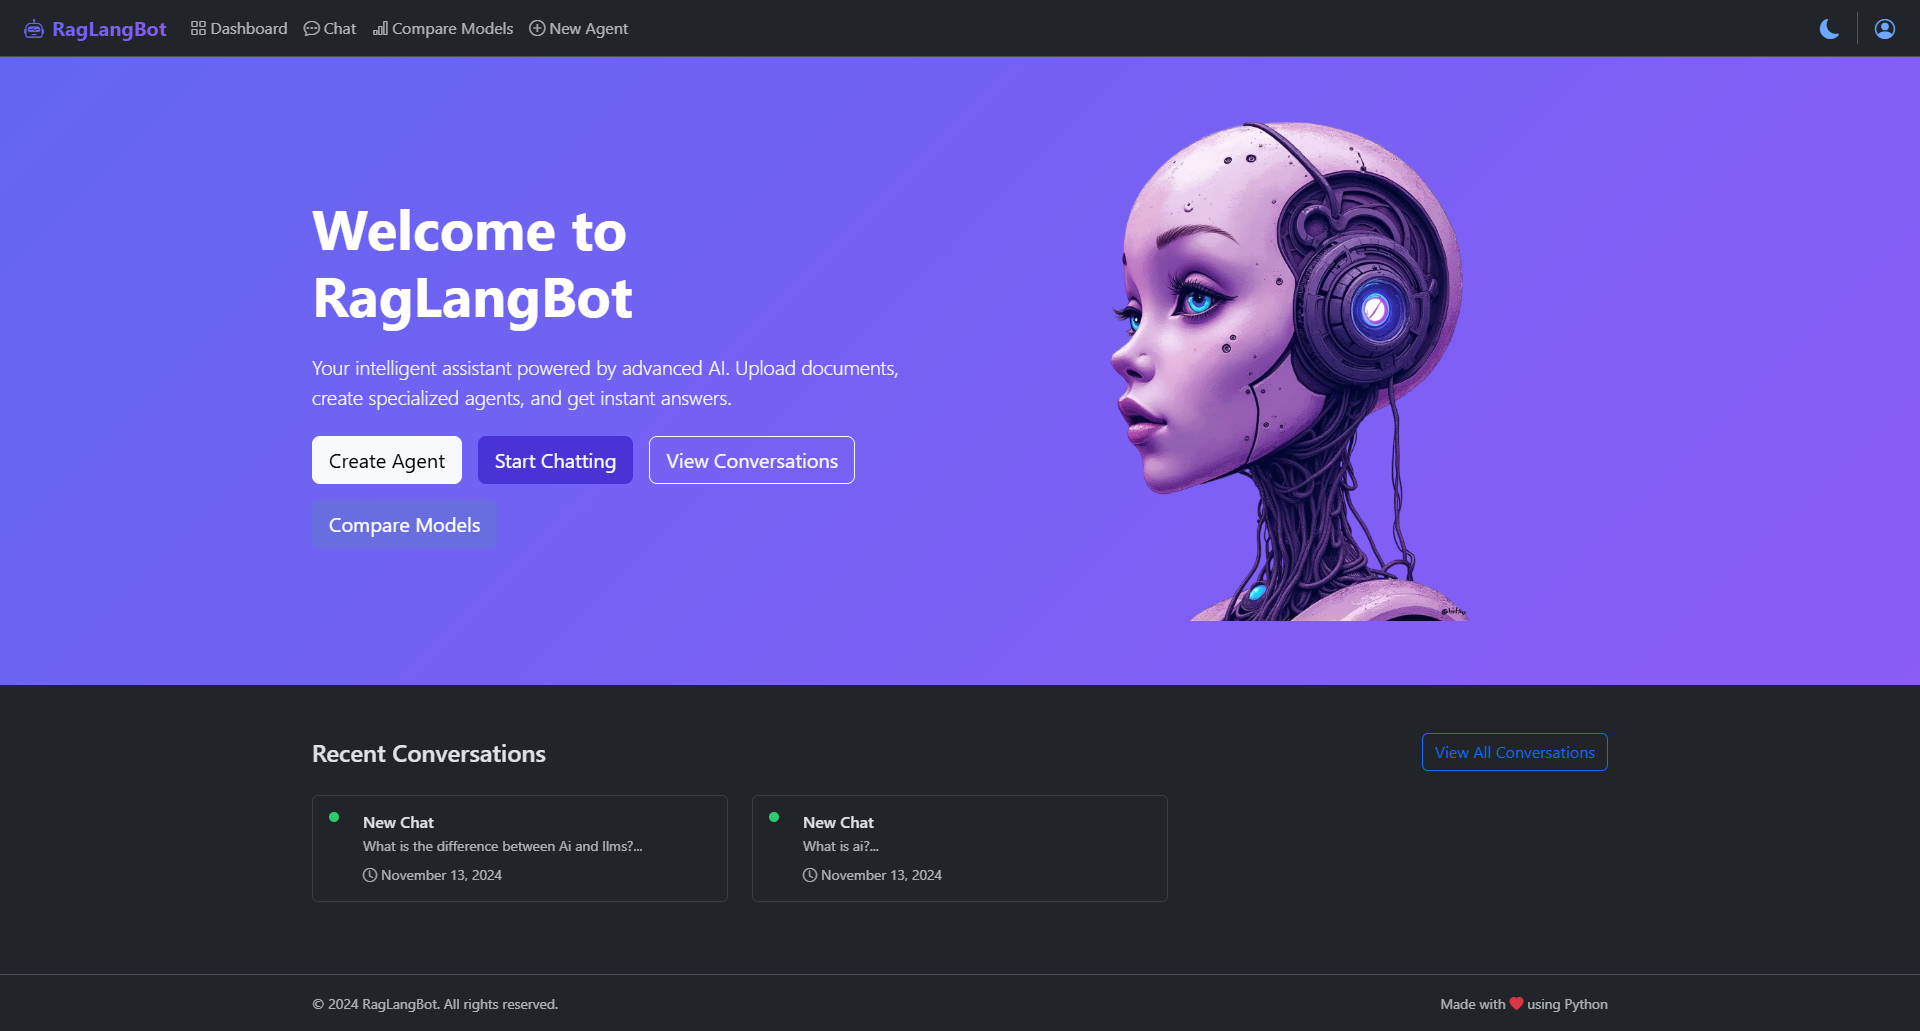 RagLangBot Dashboard Chat Compare Models New Agent
Welcome to
RagLangBot
Your intelligent assistant powered by advanced AI. Upload documents,
create specialized agents, and get instant answers.
Create Agent Start Chatting View Conversations
Compare Models
Recent Conversations View All Conversations
New Chat
What is the difference between Ai and llms?...
November 13, 2024
New Chat
What is ai?...
November 13, 2024
© 2024 RagLangBot. All rights reserved. Made with ❤ using Python